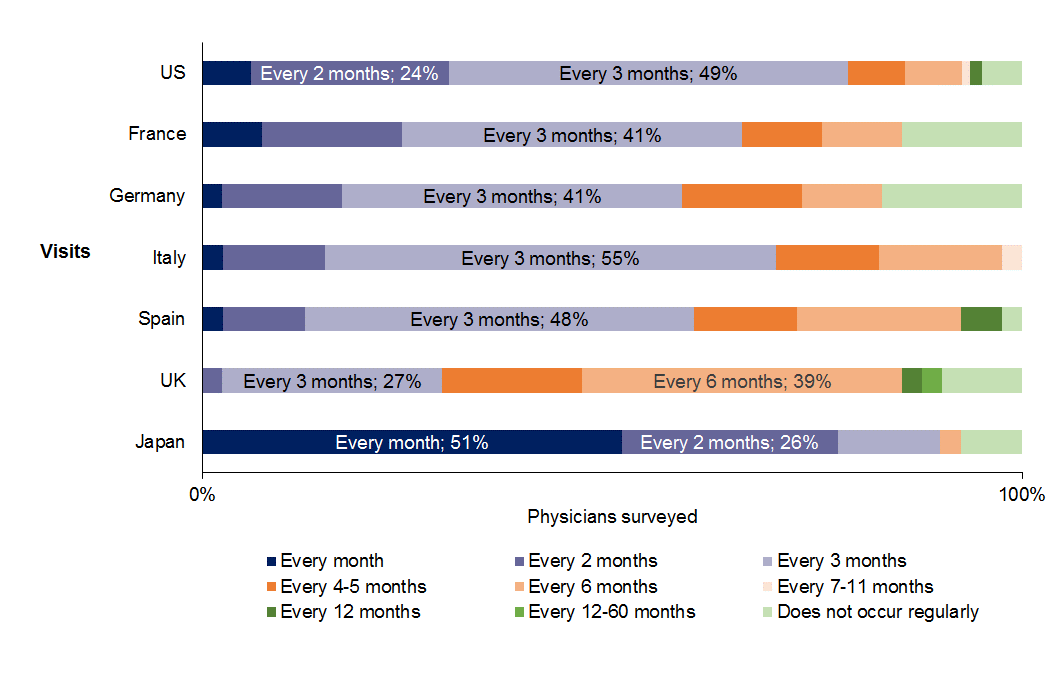 US
Every 2 months; 24%
Every 3 months; 49%
France
Every 3 months; 41%
Germany
Every 3 months; 41%
Visits
Italy
Every 3 months; 55%
Spain
Every 3 months; 48%
UK
Every 3 months; 27%
Every 6 months; 39%
Japan
Every month; 51%
Every 2 months; 26%
0%
100%
Physicians surveyed
Every month
Every 2 months
Every 3 months
Every 4-5 months
Every 6 months
Every 7-11 months
Every 12 months
Every 12-60 months
Does not occur regularly